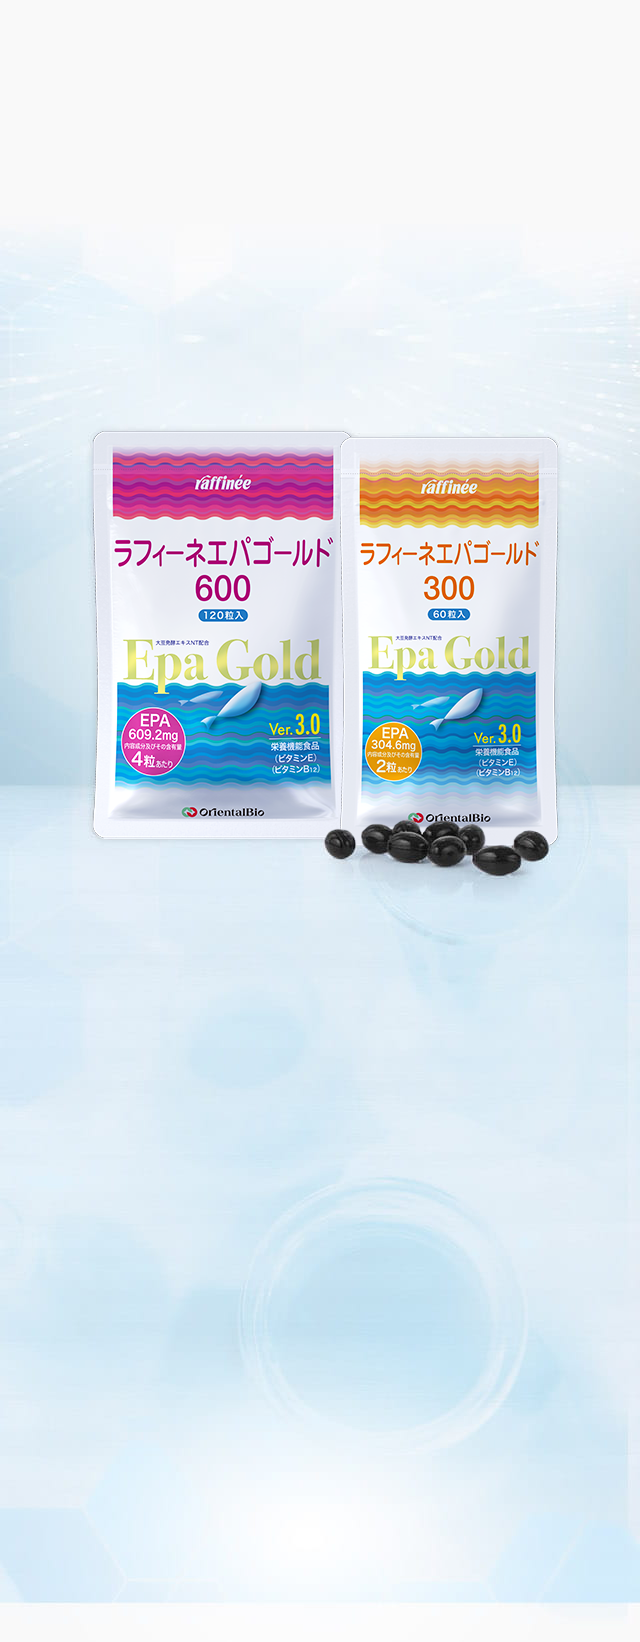 raffinée
ラフィーネエパゴールド
600
120粒入
大豆発酵エキスNT配合
Epa Gold
EPA
609.2mg
内容成分及びその含有量
4粒あたり
Ver.3.0
栄養機能食品
(ビタミンE)
(ビタミンB12)
OrientalBio
raffinée
ラフィーネエパゴールド
300
60粒入
大豆発酵エキスNT配合
Epa Gold
EPA
304.6mg
内容成分及びその含有量
2粒あたり
Ver.3.0
栄養機能食品
(ビタミンE)
(ビタミンB12)
OrientalBio